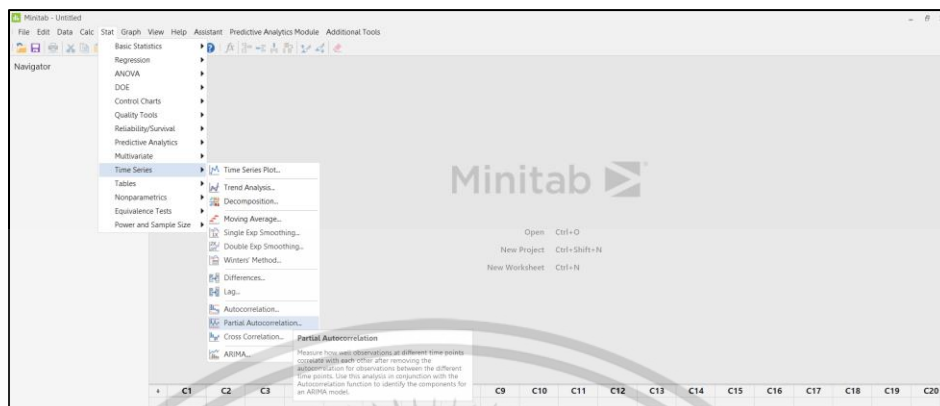 Minitab - Untitled
File Edit Data Calc Stat Graph View Help Assistant Predictive Analytics Module Additional Tools
Navigator
Basic Statistics
Regression
ANOVA
DOE
Control Charts
Quality Tools
Reliability/Survival
Predictive Analytics
Multivariate
Time Series
Tables
Nonparametrics
Equivalence Tests
Power and Sample Size
Time Series Plot...
Trend Analysis...
Decomposition...
Moving Average...
Single Exp Smoothing...
Double Exp Smoothing...
Winters' Method...
Differences...
Lag...
Autocorrelation...
Partial Autocorrelation...
Cross Correlation...
ARIMA...
Partial Autocorrelation
Measure how well observations at different time points
correlate with each other after removing the
autocorrelation for observations between the different
time points. Use this analysis in conjunction with the
Autocorrelation function to identify the components for
an ARIMA model.
Minitab
Open Ctrl+O
New Project Ctrl+Shift+N
New Worksheet Ctrl+N
+ C1 C2 C3 C9 C10 C11 C12 C13 C14 C15 C16 C17 C18 C19 C20